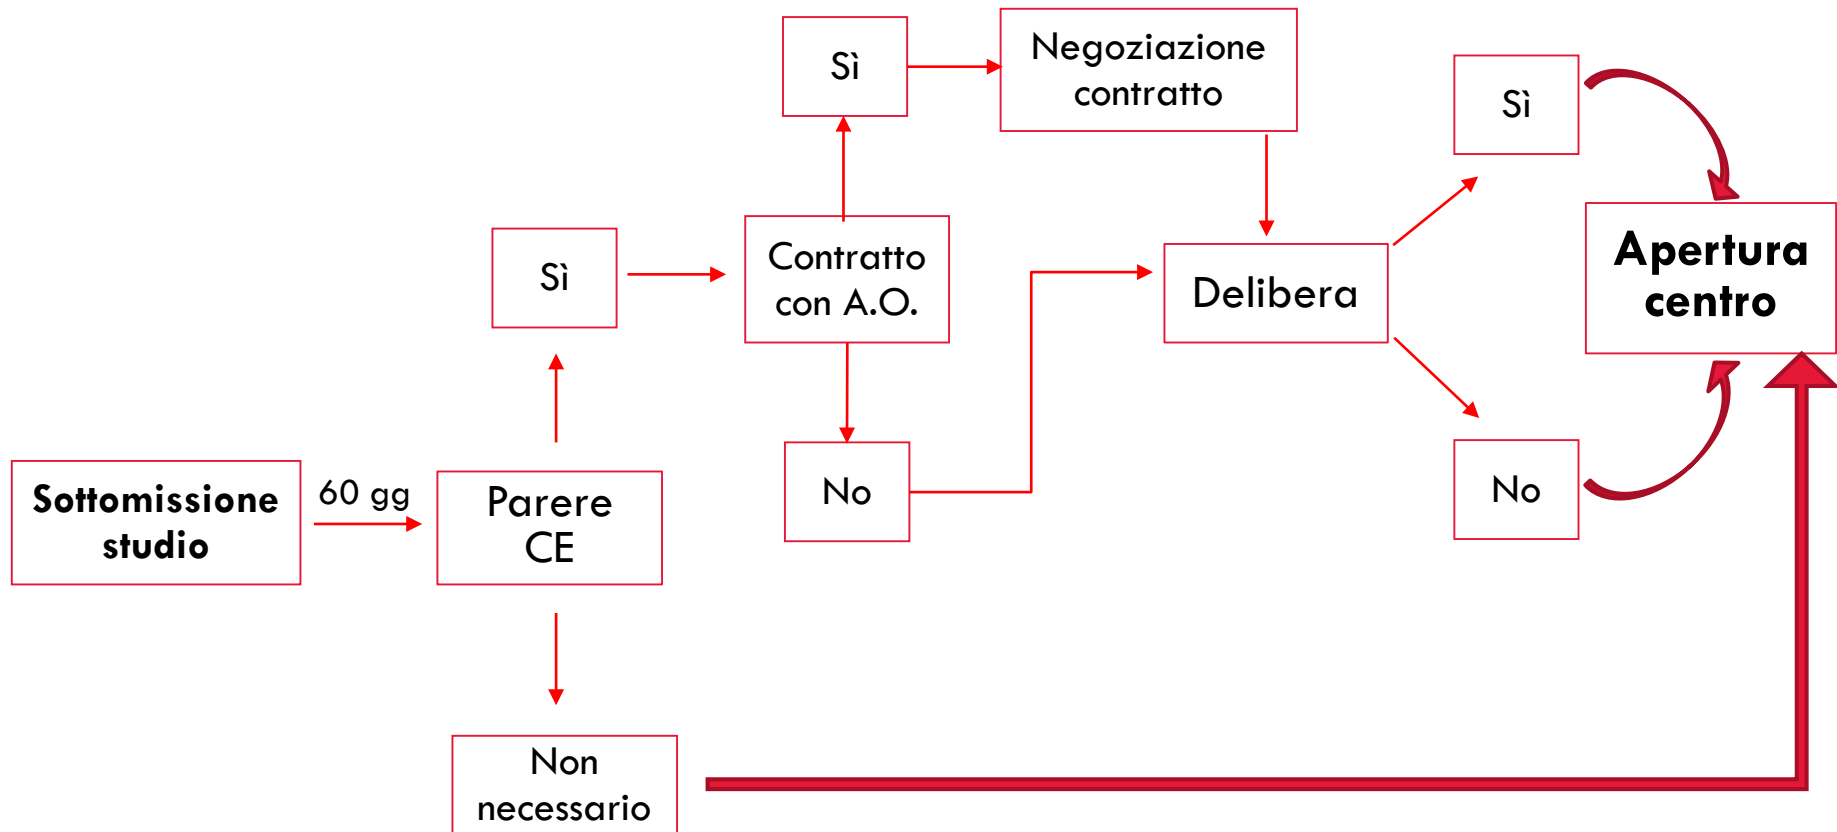 Sottomissione
studio
60 gg
Parere
CE
Sì
Non
necessario
Contratto
con A.O.
Sì
No
Negoziazione
contratto
Delibera
Sì
No
Apertura
centro